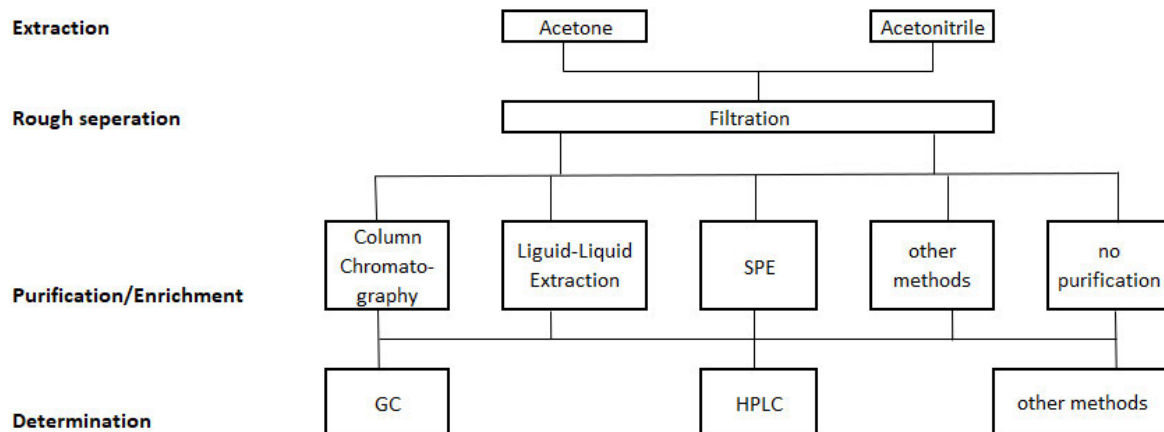 Extraction
Acetone
Acetonitrile
Rough seperation
Filtration
Purification/Enrichment
Column
Chromato-
graphy
Liguid-Liquid
Extraction
SPE
other
methods
no
purification
Determination
GC
HPLC
other methods